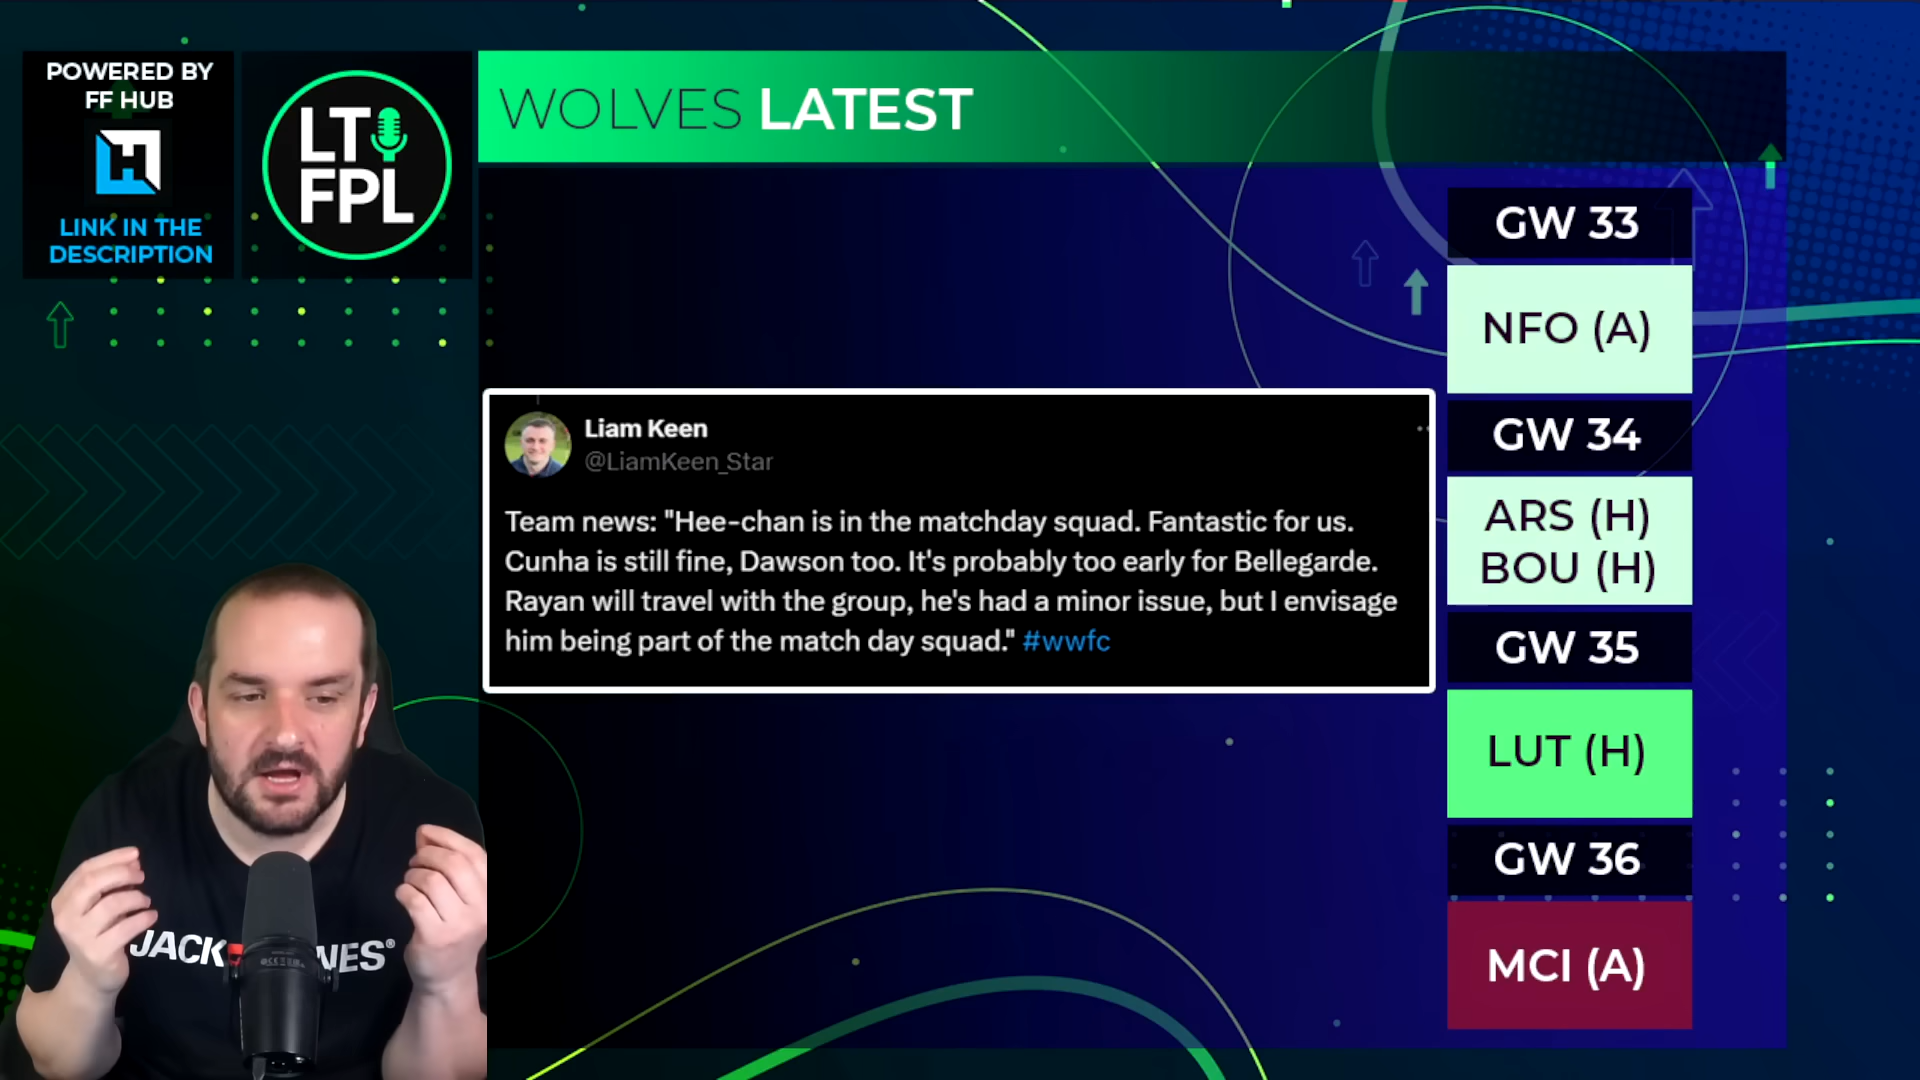 POWERED BY
FF HUB
LINK IN THE
DESCRIPTION
LT
FPL
WOLVES LATEST
Liam Keen
@LiamKeen_Star
Team news: "Hee-chan is in the matchday squad. Fantastic for us.
Cunha is still fine, Dawson too. It's probably too early for Bellegarde.
Rayan will travel with the group, he's had a minor issue, but I envisage
him being part of the match day squad." #wwfc
GW 33
NFO (A)
GW 34
ARS (H)
BOU (H)
GW 35
LUT (H)
GW 36
MCI (A)
JACK NES®